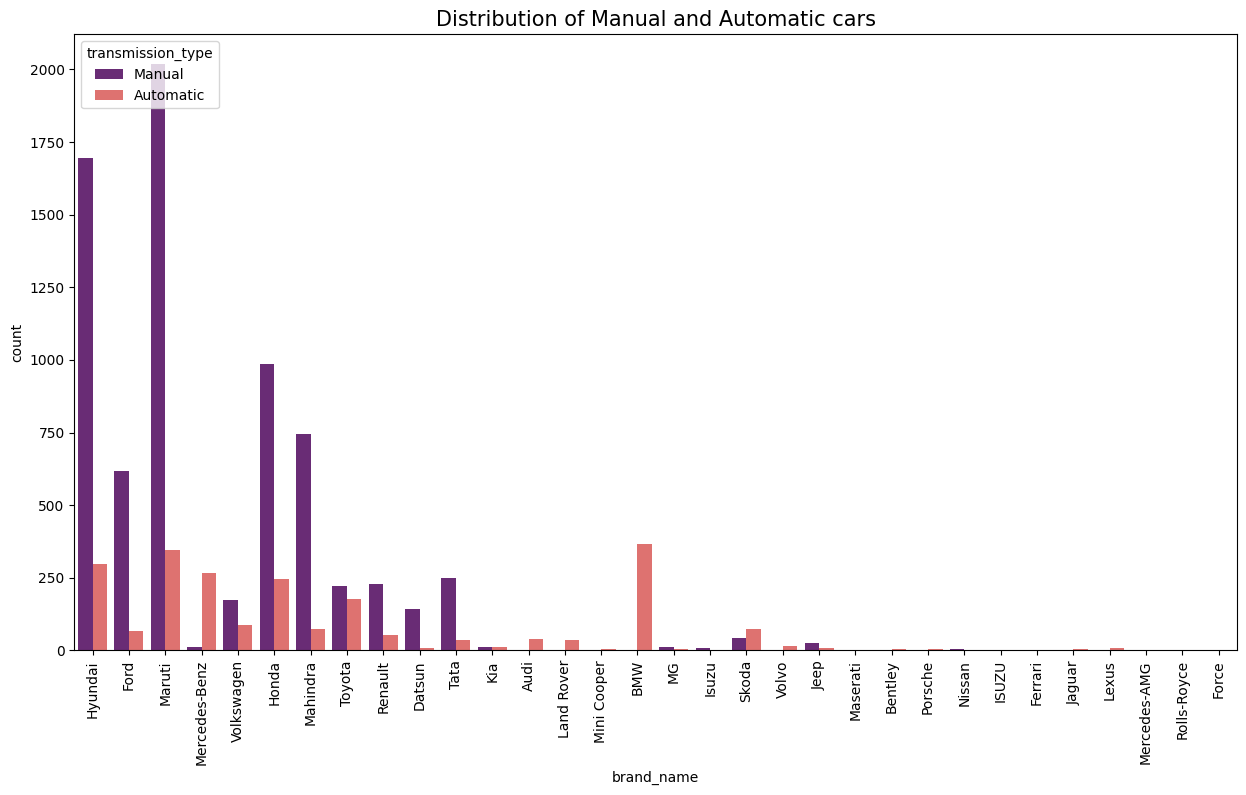 Distribution of Manual and Automatic cars
transmission_type
Manual
Automatic
2000
1750
1500
1250
1000
750
500
250
0
count
Hyundai
Ford
Maruti
Mercedes-Benz
Volkswagen
Honda
Mahindra
Toyota
Renault
Datsun
Tata
Kia
Audi
Land Rover
Mini Cooper
BMW
MG
Isuzu
Skoda
Volvo
Jeep
Maserati
Bentley
Porsche
Nissan
ISUZU
Ferrari
Jaguar
Lexus
Mercedes-AMG
Rolls-Royce
Force
brand_name